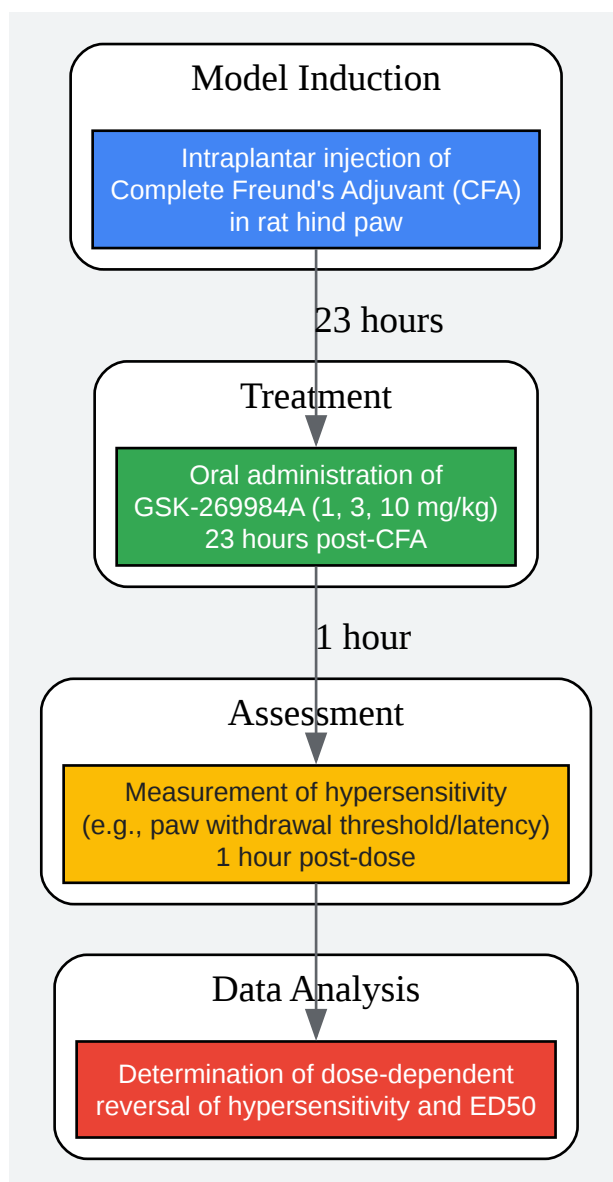 Model Induction
Intraplantar injection of
Complete Freund's Adjuvant (CFA)
in rat hind paw
23 hours
Treatment
Oral administration of
GSK-269984A (1, 3, 10 mg/kg)
23 hours post-CFA
1 hour
Assessment
Measurement of hypersensitivity
(e.g., paw withdrawal threshold/latency)
1 hour post-dose
Data Analysis
Determination of dose-dependent
reversal of hypersensitivity and ED50